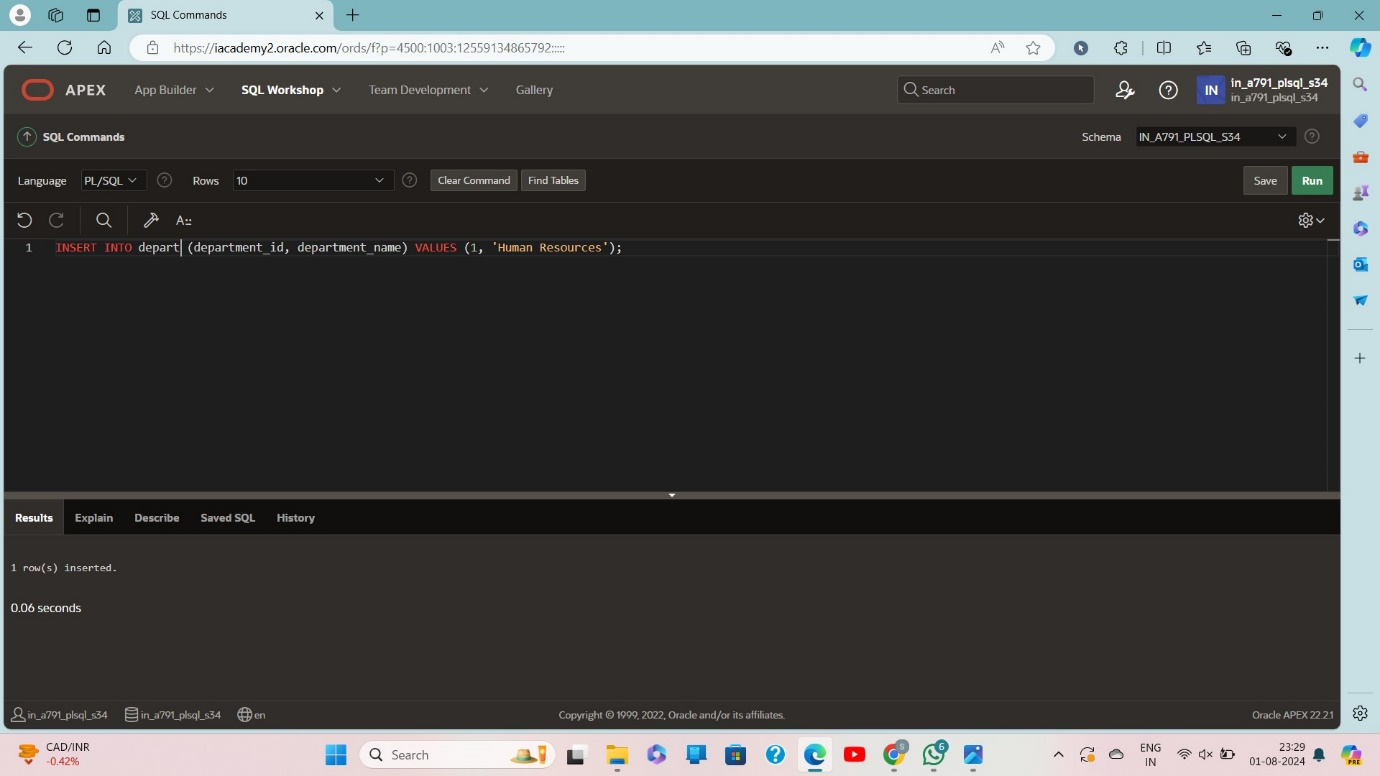 SQL Commands
https://iacademy2.oracle.com/ords/f?p=4500:1003:12559134865792:::::
APEX App Builder SQL Workshop Team Development Gallery Search IN in_a791_plsql_s34
in_a791_plsql_s34
SQL Commands Schema IN_A791_PLSQL_S34
Language PL/SQL Rows 10 Clear Command Find Tables Save Run
A::
1 INSERT INTO depart (department_id, department_name) VALUES (1, 'Human Resources');
Results Explain Describe Saved SQL History
1 row(s) inserted.
0.06 seconds
in_a791_plsql_s34 in_a791_plsql_s34 en Copyright © 1999, 2022, Oracle and/or its affiliates. Oracle APEX 22.2.1
CAD/INR
-0.42%
Search
S
6
ENG
IN
23:29
01-08-2024
PRE